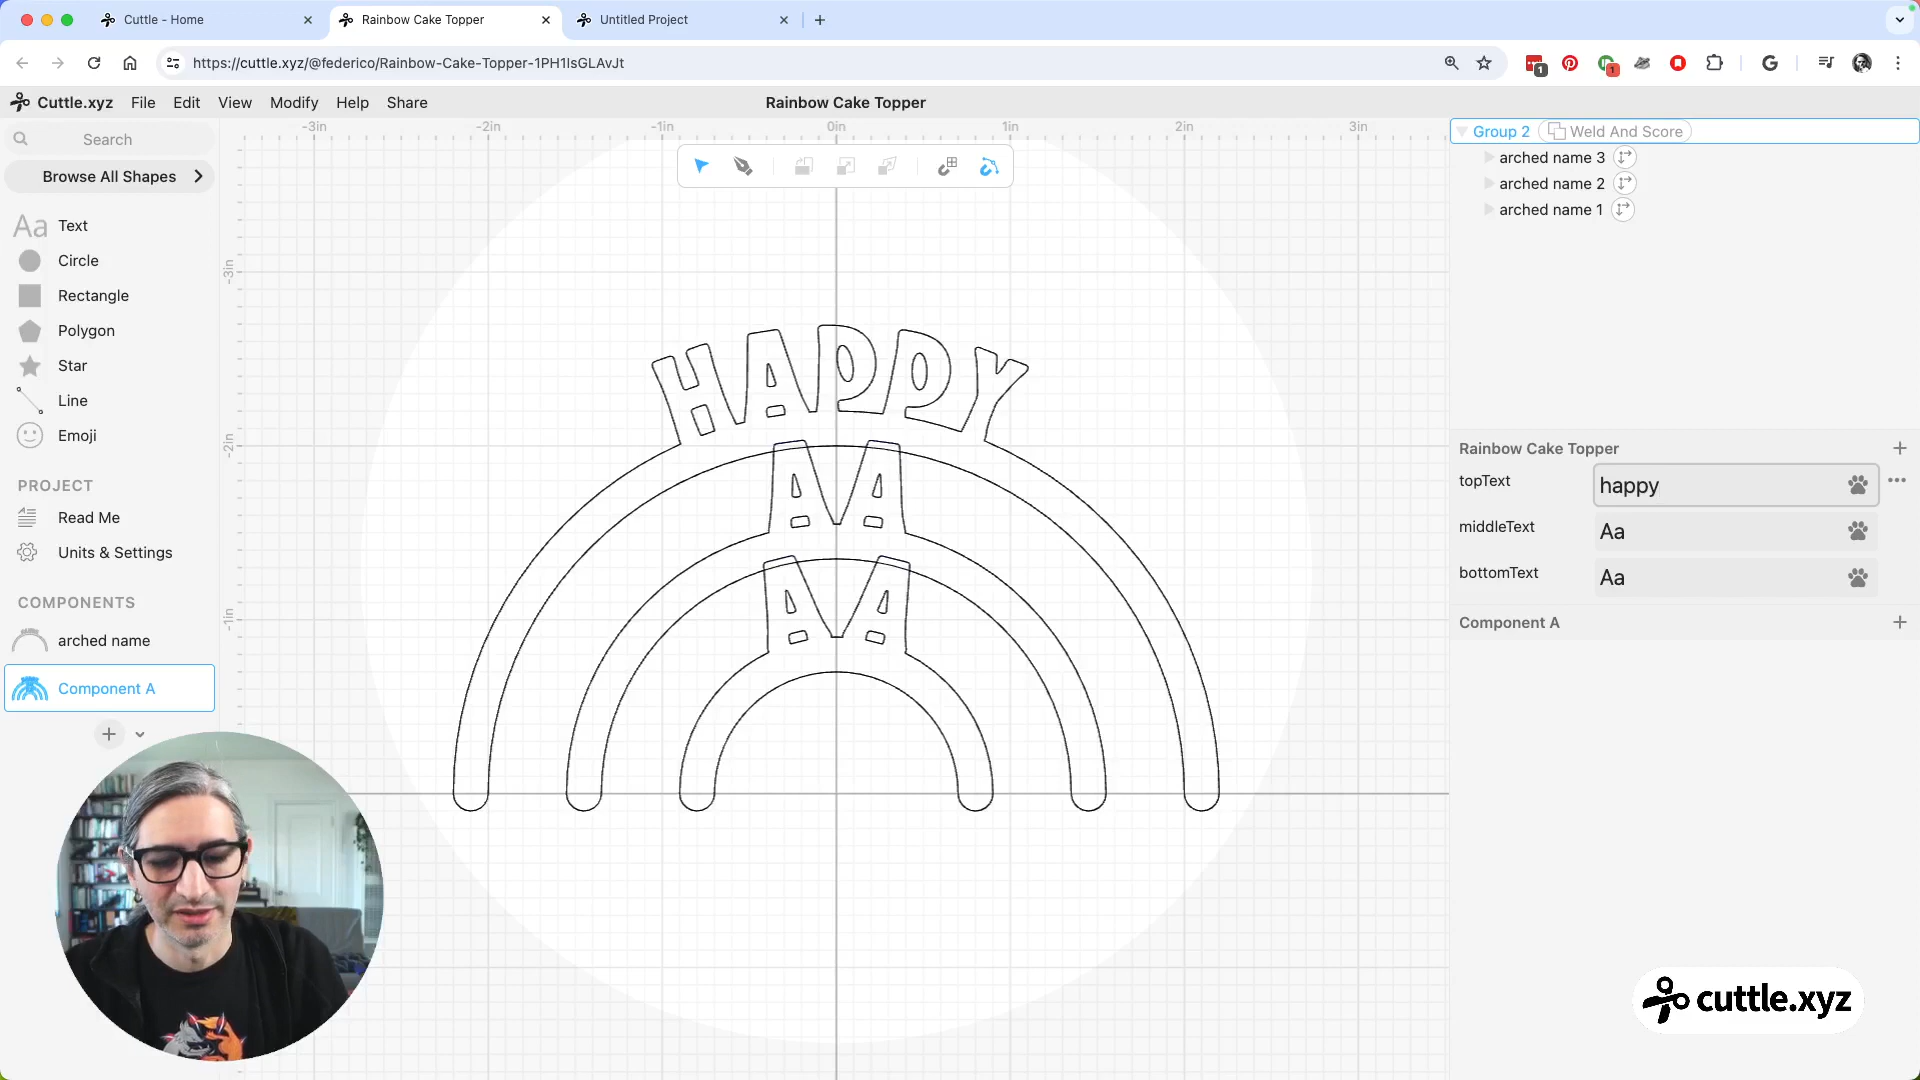 Cuttle - Home
Rainbow Cake Topper
Untitled Project
https://cuttle.xyz/@federico/Rainbow-Cake-Topper-1PH1IsGLAvJt
1
1
Cuttle.xyz File Edit View Modify Help Share
Rainbow Cake Topper
Search
Browse All Shapes
Aa Text
Circle
Rectangle
Polygon
Star
Line
Emoji
PROJECT
Read Me
Units & Settings
COMPONENTS
arched name
Component A
-3in -2in -1in 0in 1in 2in 3in
-3in
-2in
-1in
HAPPY
AA
AA
Group 2 Weld And Score
arched name 3
arched name 2
arched name 1
Rainbow Cake Topper
topText happy
middleText Aa
bottomText Aa
Component A
cuttle.xyz